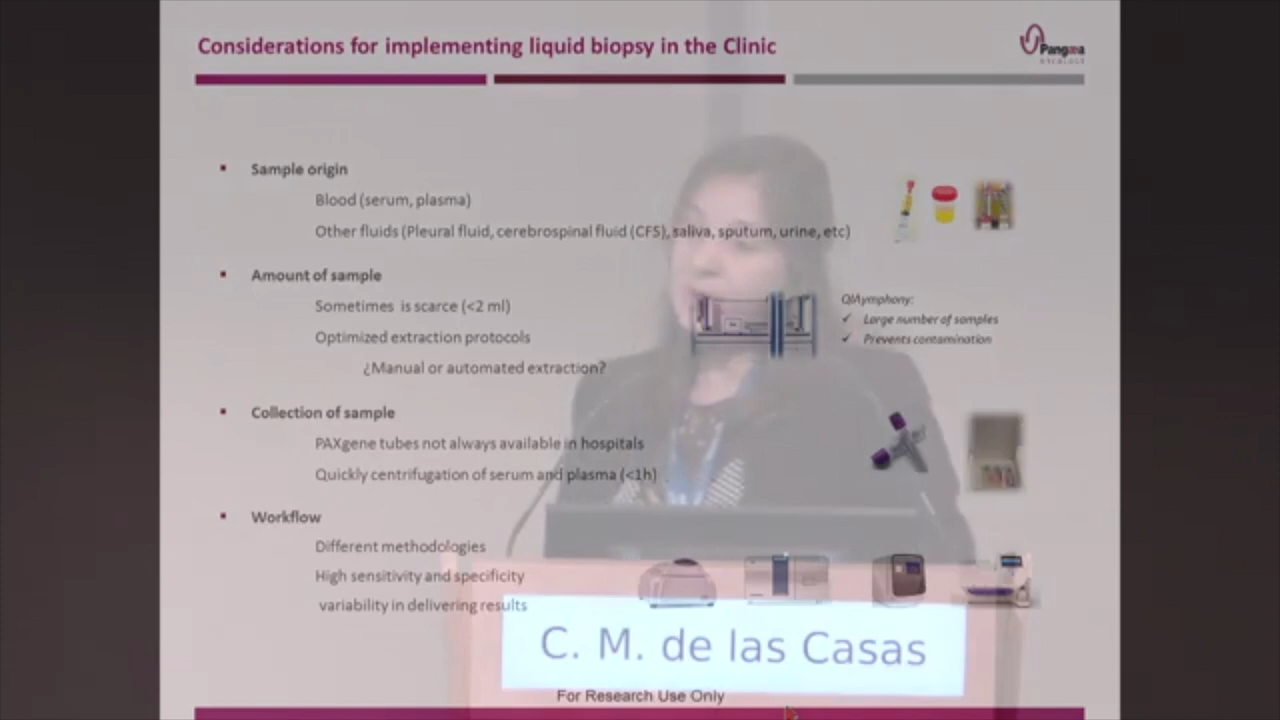 Considerations for implementing liquid biopsy in the Clinic
Pangæa
ONCOLOGY
Sample origin
Blood (serum, plasma)
Other fluids (Pleural fluid, cerebrospinal fluid (CFS), saliva, sputum, urine, etc)
Amount of sample
Sometimes is scarce (<2 ml)
Optimized extraction protocols
¿Manual or automated extraction?
QIAymphony:
✓ Large number of samples
✓ Prevents contamination
Collection of sample
PAXgene tubes not always available in hospitals
Quickly centrifugation of serum and plasma (<1h)
Workflow
Different methodologies
High sensitivity and specificity
variability in delivering results
C. M. de las Casas
For Research Use Only